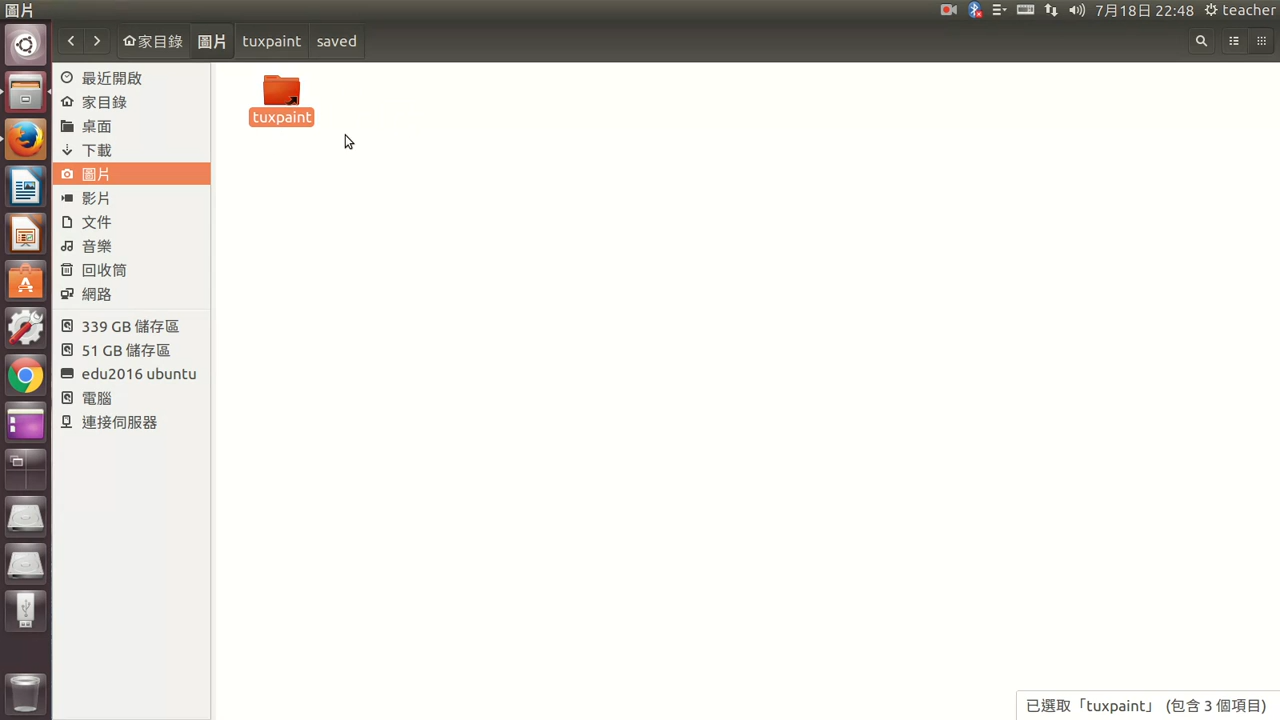 圖片
7月18日 22:48 teacher
家目錄 圖片 tuxpaint saved
最近開啟
家目錄
桌面
下載
圖片
影片
文件
音樂
回收筒
網路
339 GB 儲存區
51 GB 儲存區
edu2016 ubuntu
電腦
連接伺服器
tuxpaint
已選取「tuxpaint」 (包含 3 個項目)